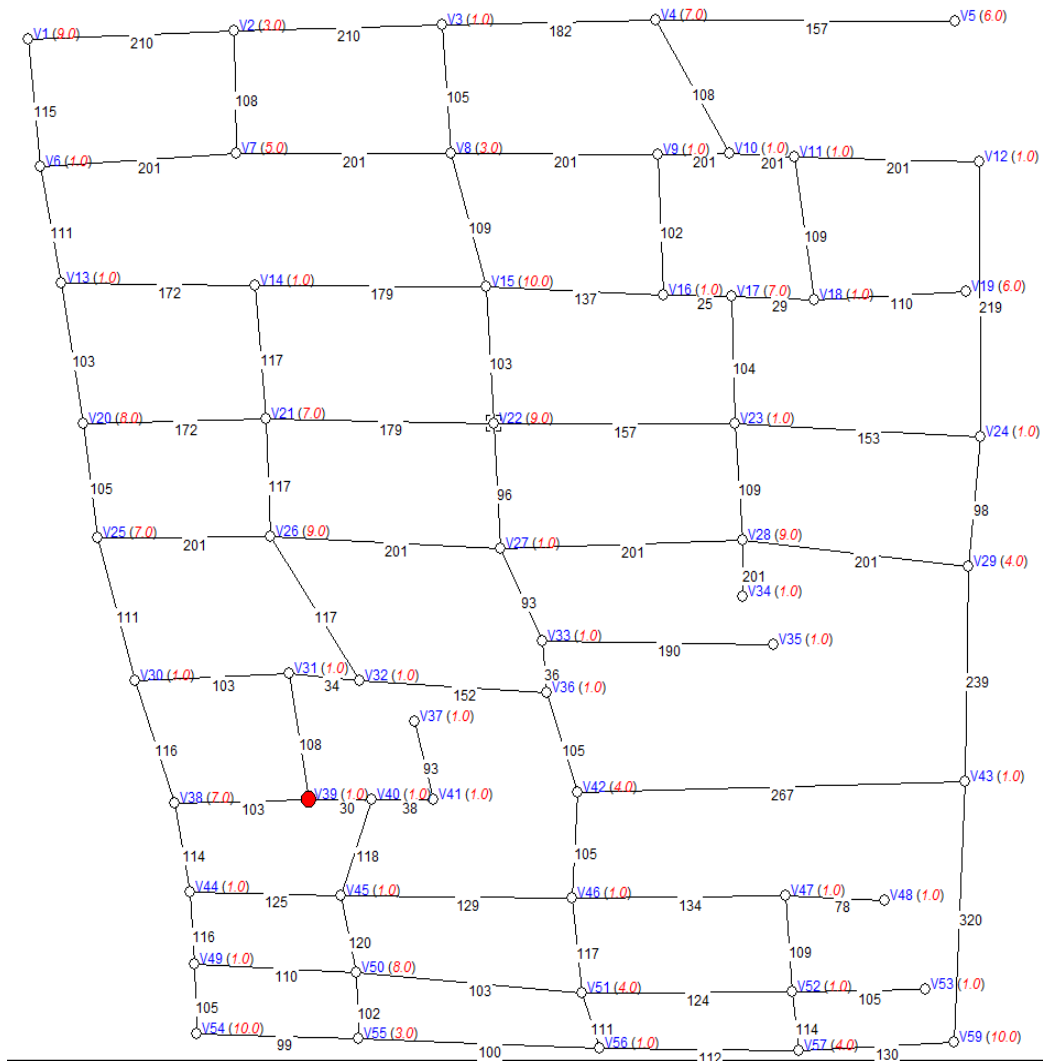 V1 (9.0) V2 (3.0) V3 (1.0) V4 (7.0) V5 (6.0)
210 210 182 157
115 108 105 108
V6 (1.0) V7 (5.0) V8 (3.0) V9 (1.0) V10 (1.0) V11 (1.0) V12 (1.0)
201 201 201 201 201 201
111 109 102 109
V13 (1.0) V14 (1.0) V15 (10.0) V16 (1.0) V17 (7.0) V18 (1.0) V19 (6.0)
172 179 137 25 29 110 219
103 117 103 104
V20 (8.0) V21 (7.0) V22 (9.0) V23 (1.0) V24 (1.0)
172 179 157 153
105 117 96 109 98
V25 (7.0) V26 (9.0) V27 (1.0) V28 (9.0) V29 (4.0)
201 201 201 201
201
V34 (1.0)
111 117 93
V33 (1.0) V35 (1.0)
190
V30 (1.0) V31 (1.0) V32 (1.0) 36 V36 (1.0) 239
103 34 152
V37 (1.0)
116 108 93 105
V38 (7.0) V39 (1.0) V40 (1.0) V41 (1.0) V42 (4.0) V43 (1.0)
103 30 38 267
114 118 105
V44 (1.0) V45 (1.0) V46 (1.0) V47 (1.0) V48 (1.0)
125 129 134 78
116 120 117 109 320
V49 (1.0) V50 (8.0) V51 (4.0) V52 (1.0) V53 (1.0)
110 103 124 105
105 102 111 114
V54 (10.0) V55 (3.0) V56 (1.0) V57 (4.0) V59 (10.0)
99 100 112 130